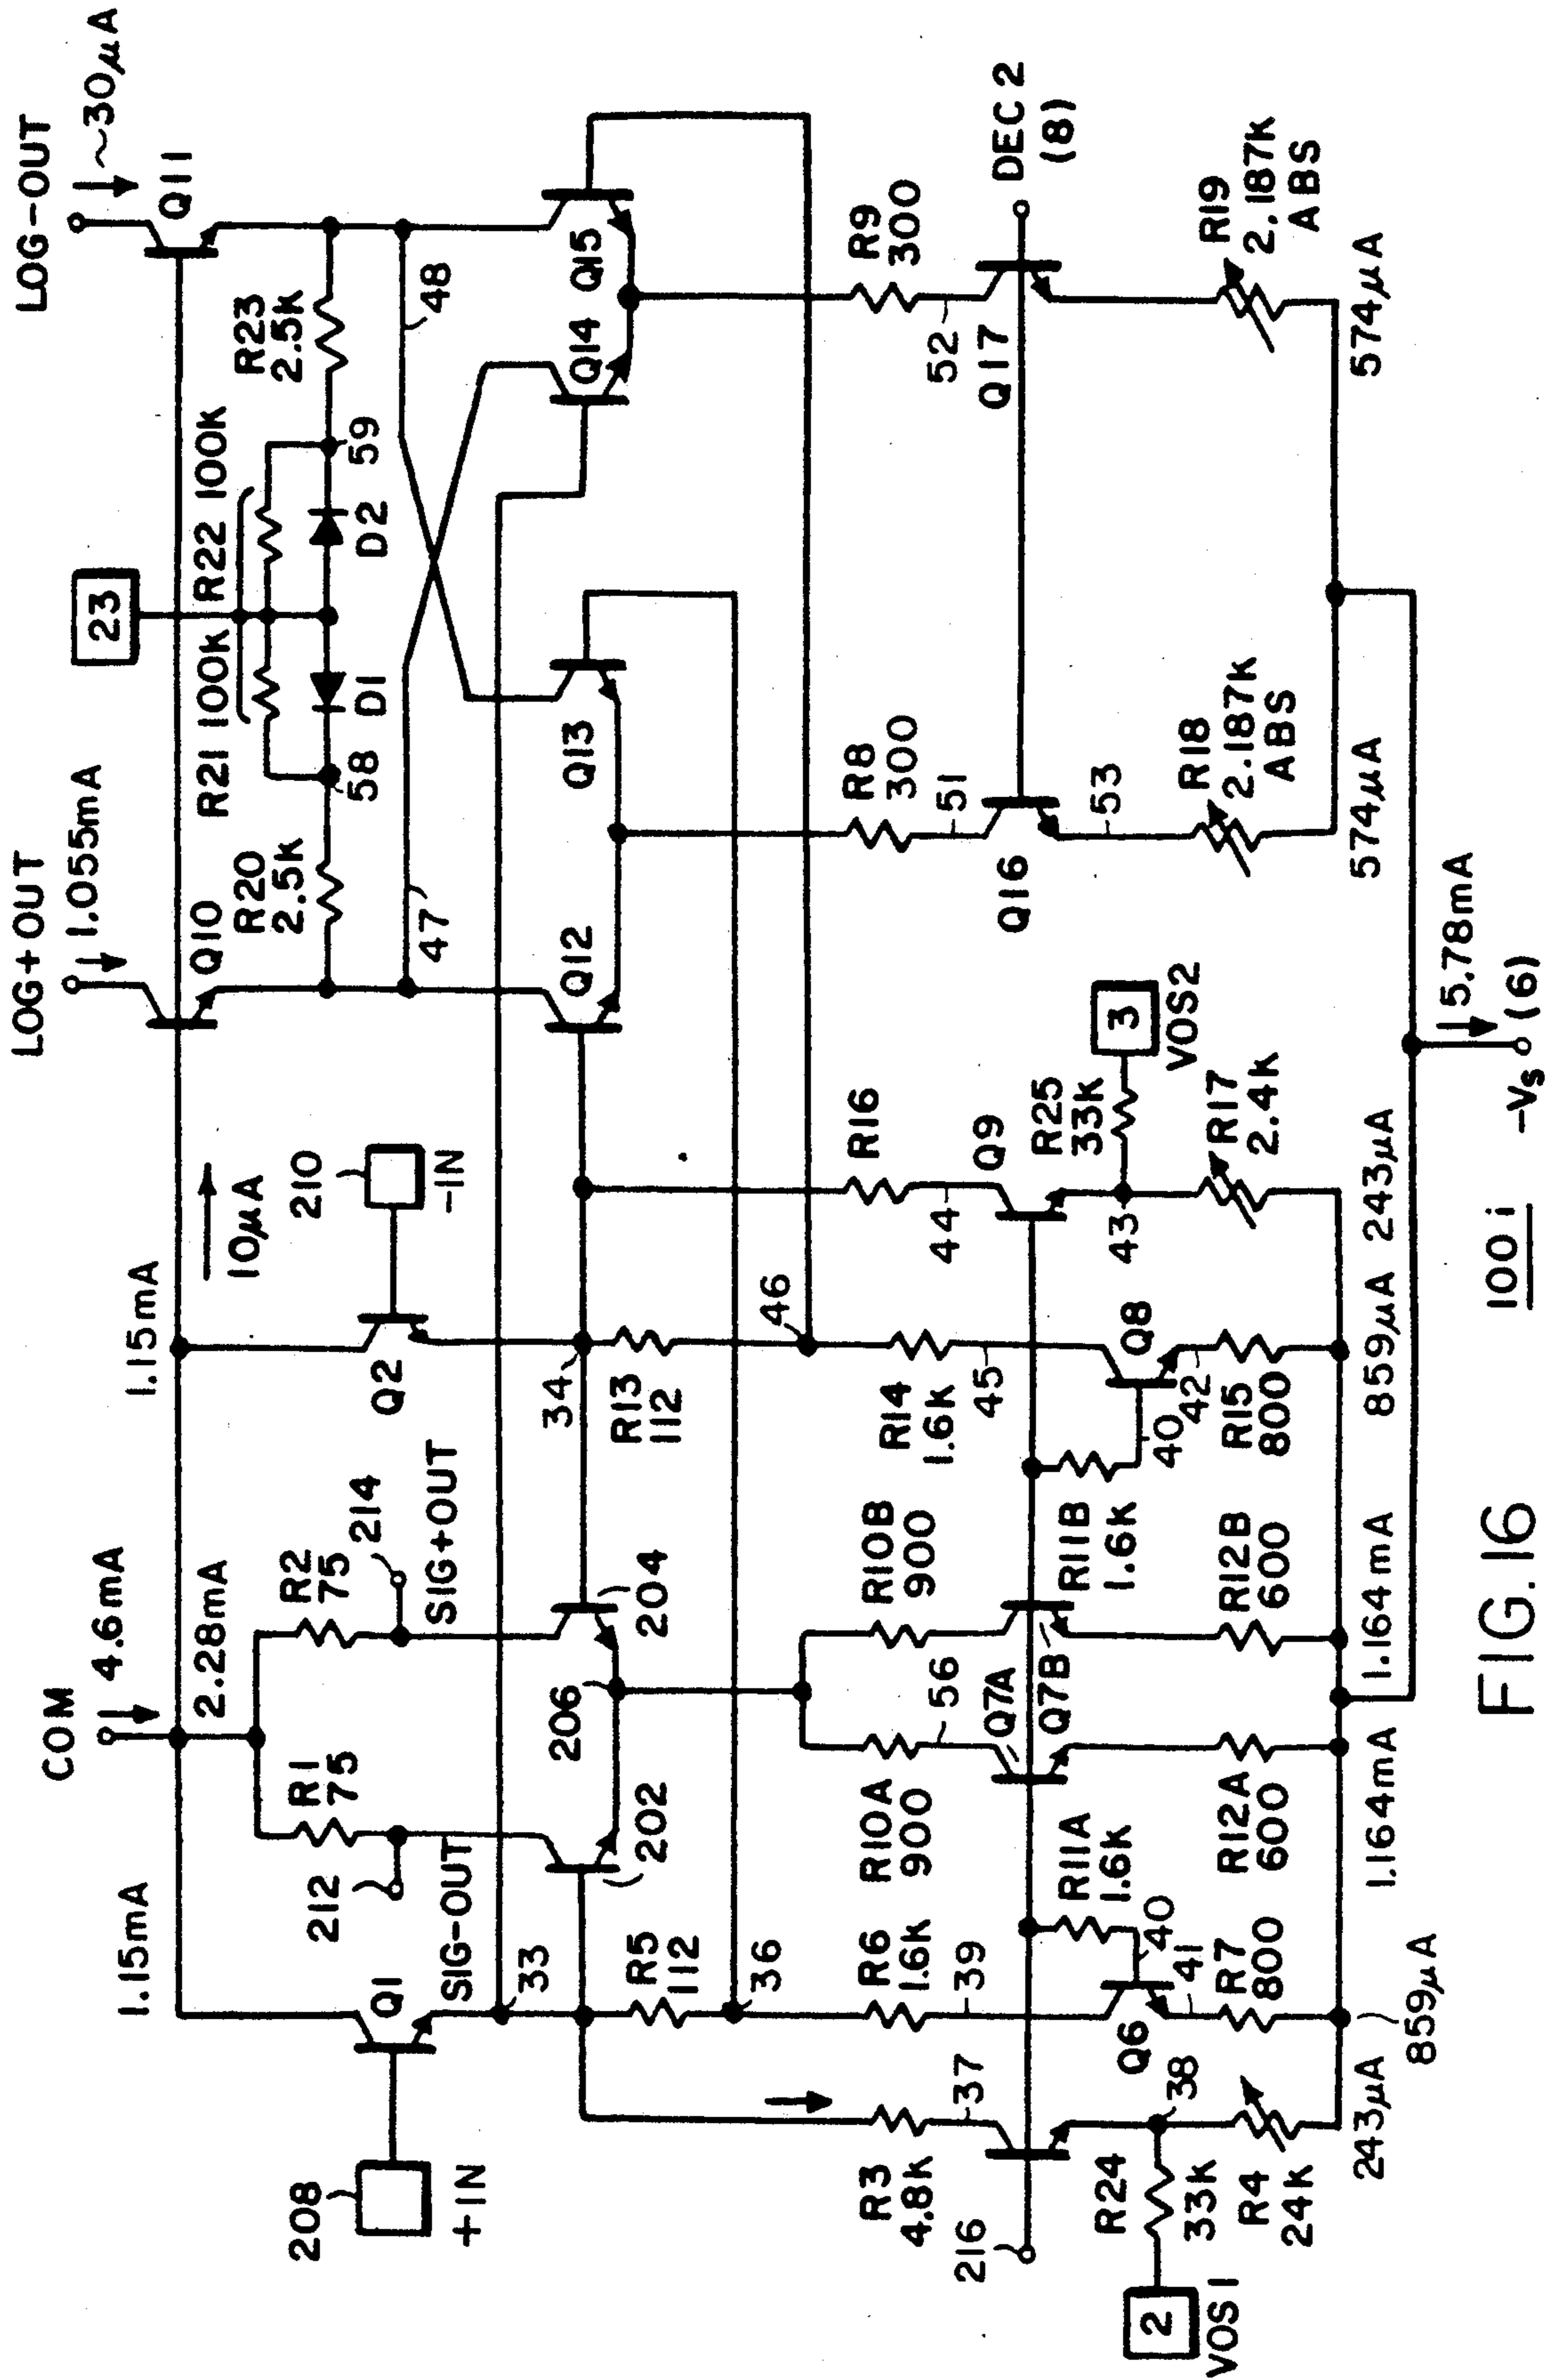 COM
4.6mA
LOG+OUT
1.055mA
LOG-OUT
~30μA
1.15mA
2.28mA
1.15mA
10μA
Q10
Q11
23
R21 100K
R22 100K
R20
2.5k
R23
2.5k
58
D1
D2
59
R1
75
R2
75
208
+IN
Q1
212
SIG-OUT
214
SIG+OUT
Q2
210
-IN
47
48
33
202
206
204
34
Q12
Q13
Q14
Q15
R5
112
36
R13
112
46
R3
4.8k
37
R6
1.6k
39
R10A
900
56
R10B
900
R14
1.6k
45
R16
44
R8
300
51
R9
300
52
216
Q6
40
41
R11A
1.6k
Q7A
Q7B
R11B
1.6k
40
Q8
42
Q9
43
R25
33k
3
VOS2
Q16
53
Q17
DEC 2
(8)
2
VOS1
R24
33k
38
R4
24k
R7
800
R12A
600
R12B
600
R15
800
R17
2.4k
R18
2.187k
ABS
R19
2.187k
ABS
243μA
859μA
1.164mA
1.164mA
859μA
243μA
574μA
574μA
5.78mA
-Vs (6)
100i
FIG.16